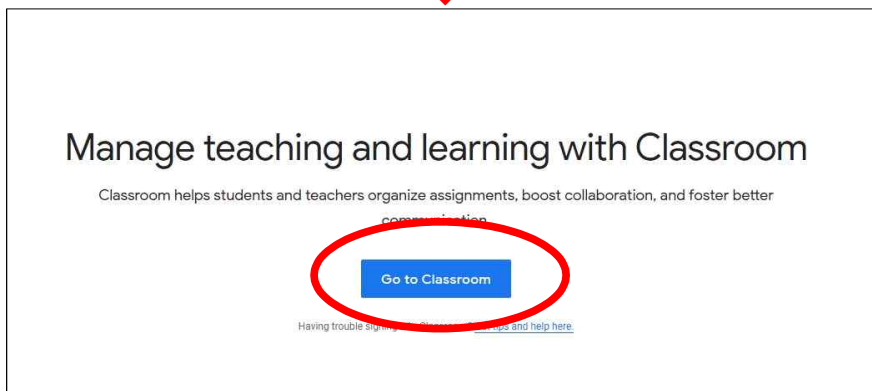 Manage teaching and learning with Classroom
Classroom helps students and teachers organize assignments, boost collaboration, and foster better
communication
Go to Classroom
Having trouble tips and help here.